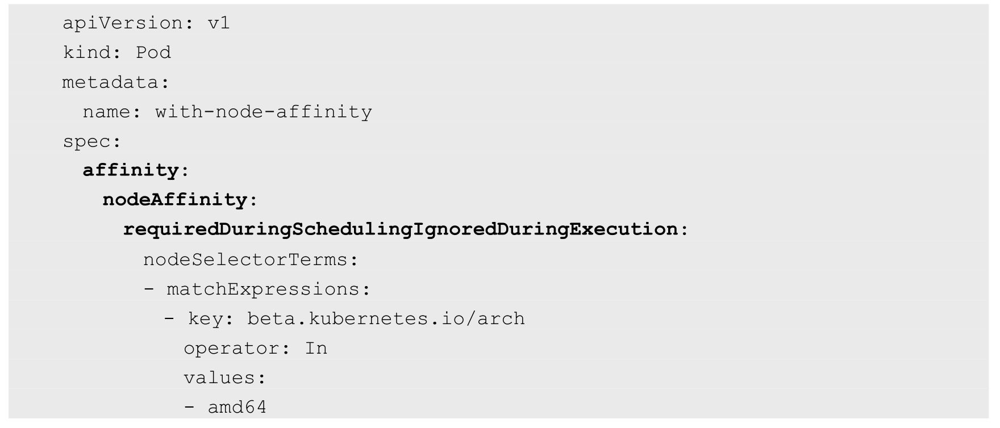 apiVersion: v1
kind: Pod
metadata:
  name: with-node-affinity
spec:
  affinity:
    nodeAffinity:
      requiredDuringSchedulingIgnoredDuringExecution:
        nodeSelectorTerms:
        - matchExpressions:
          - key: beta.kubernetes.io/arch
            operator: In
            values:
            - amd64